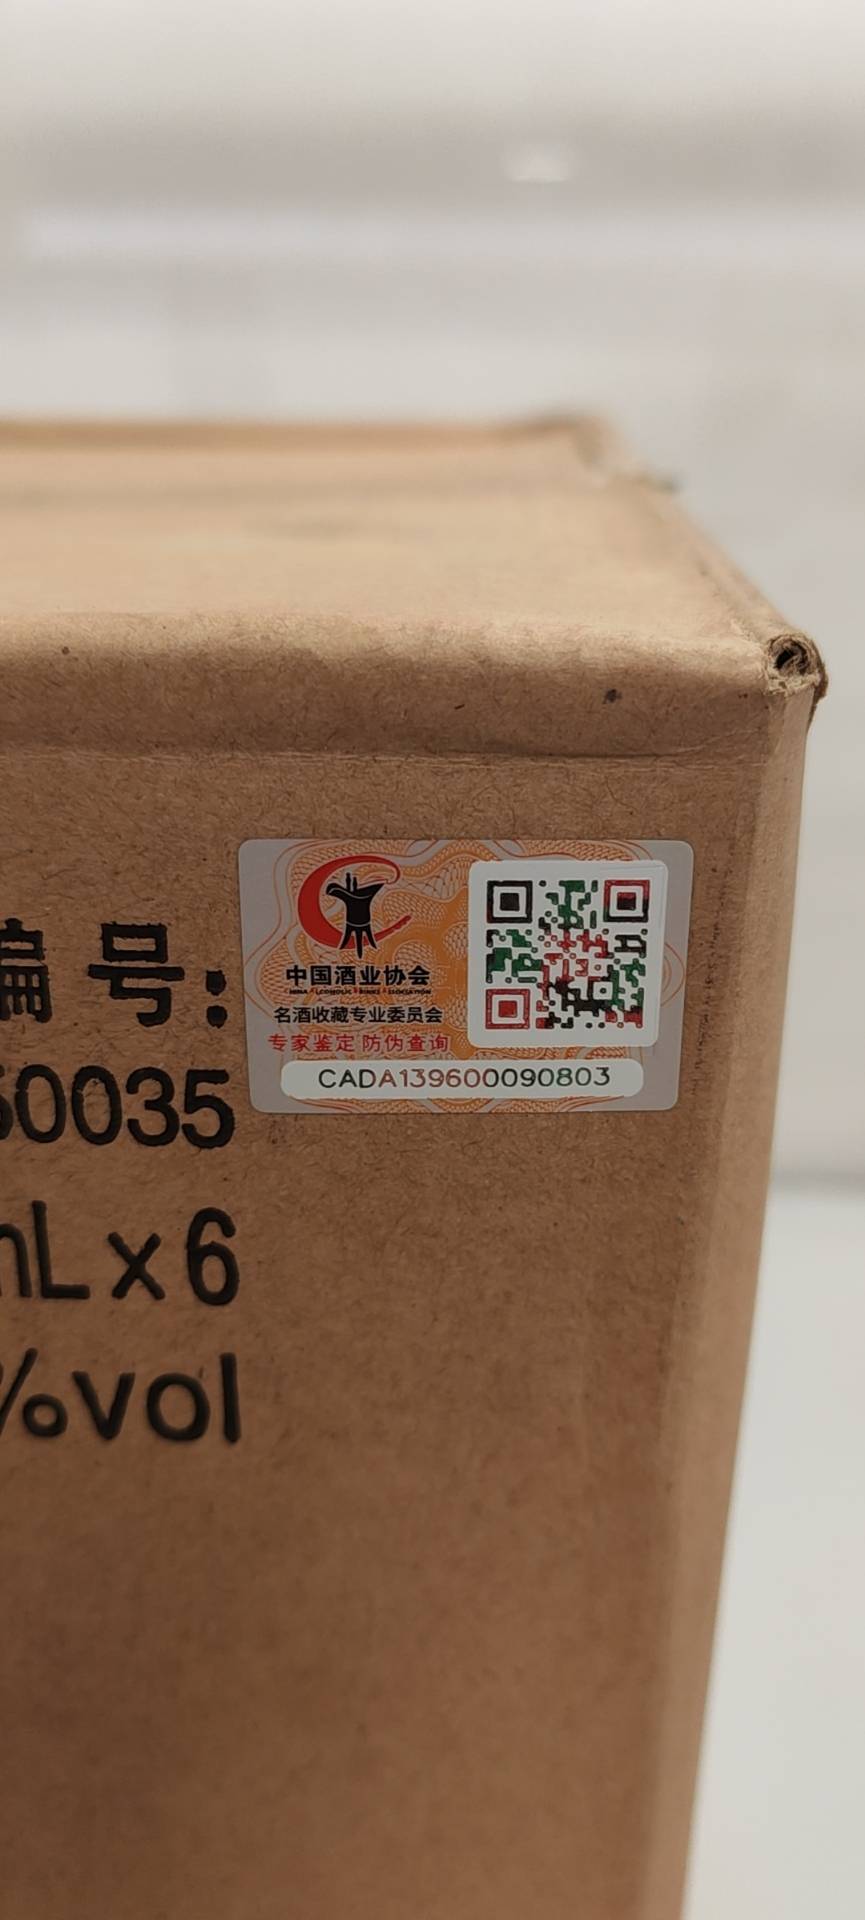 编号:
50035
mL×6
%vol
中国酒业协会
名酒收藏专业委员会
专家鉴定 防伪查询
CADA139600090803